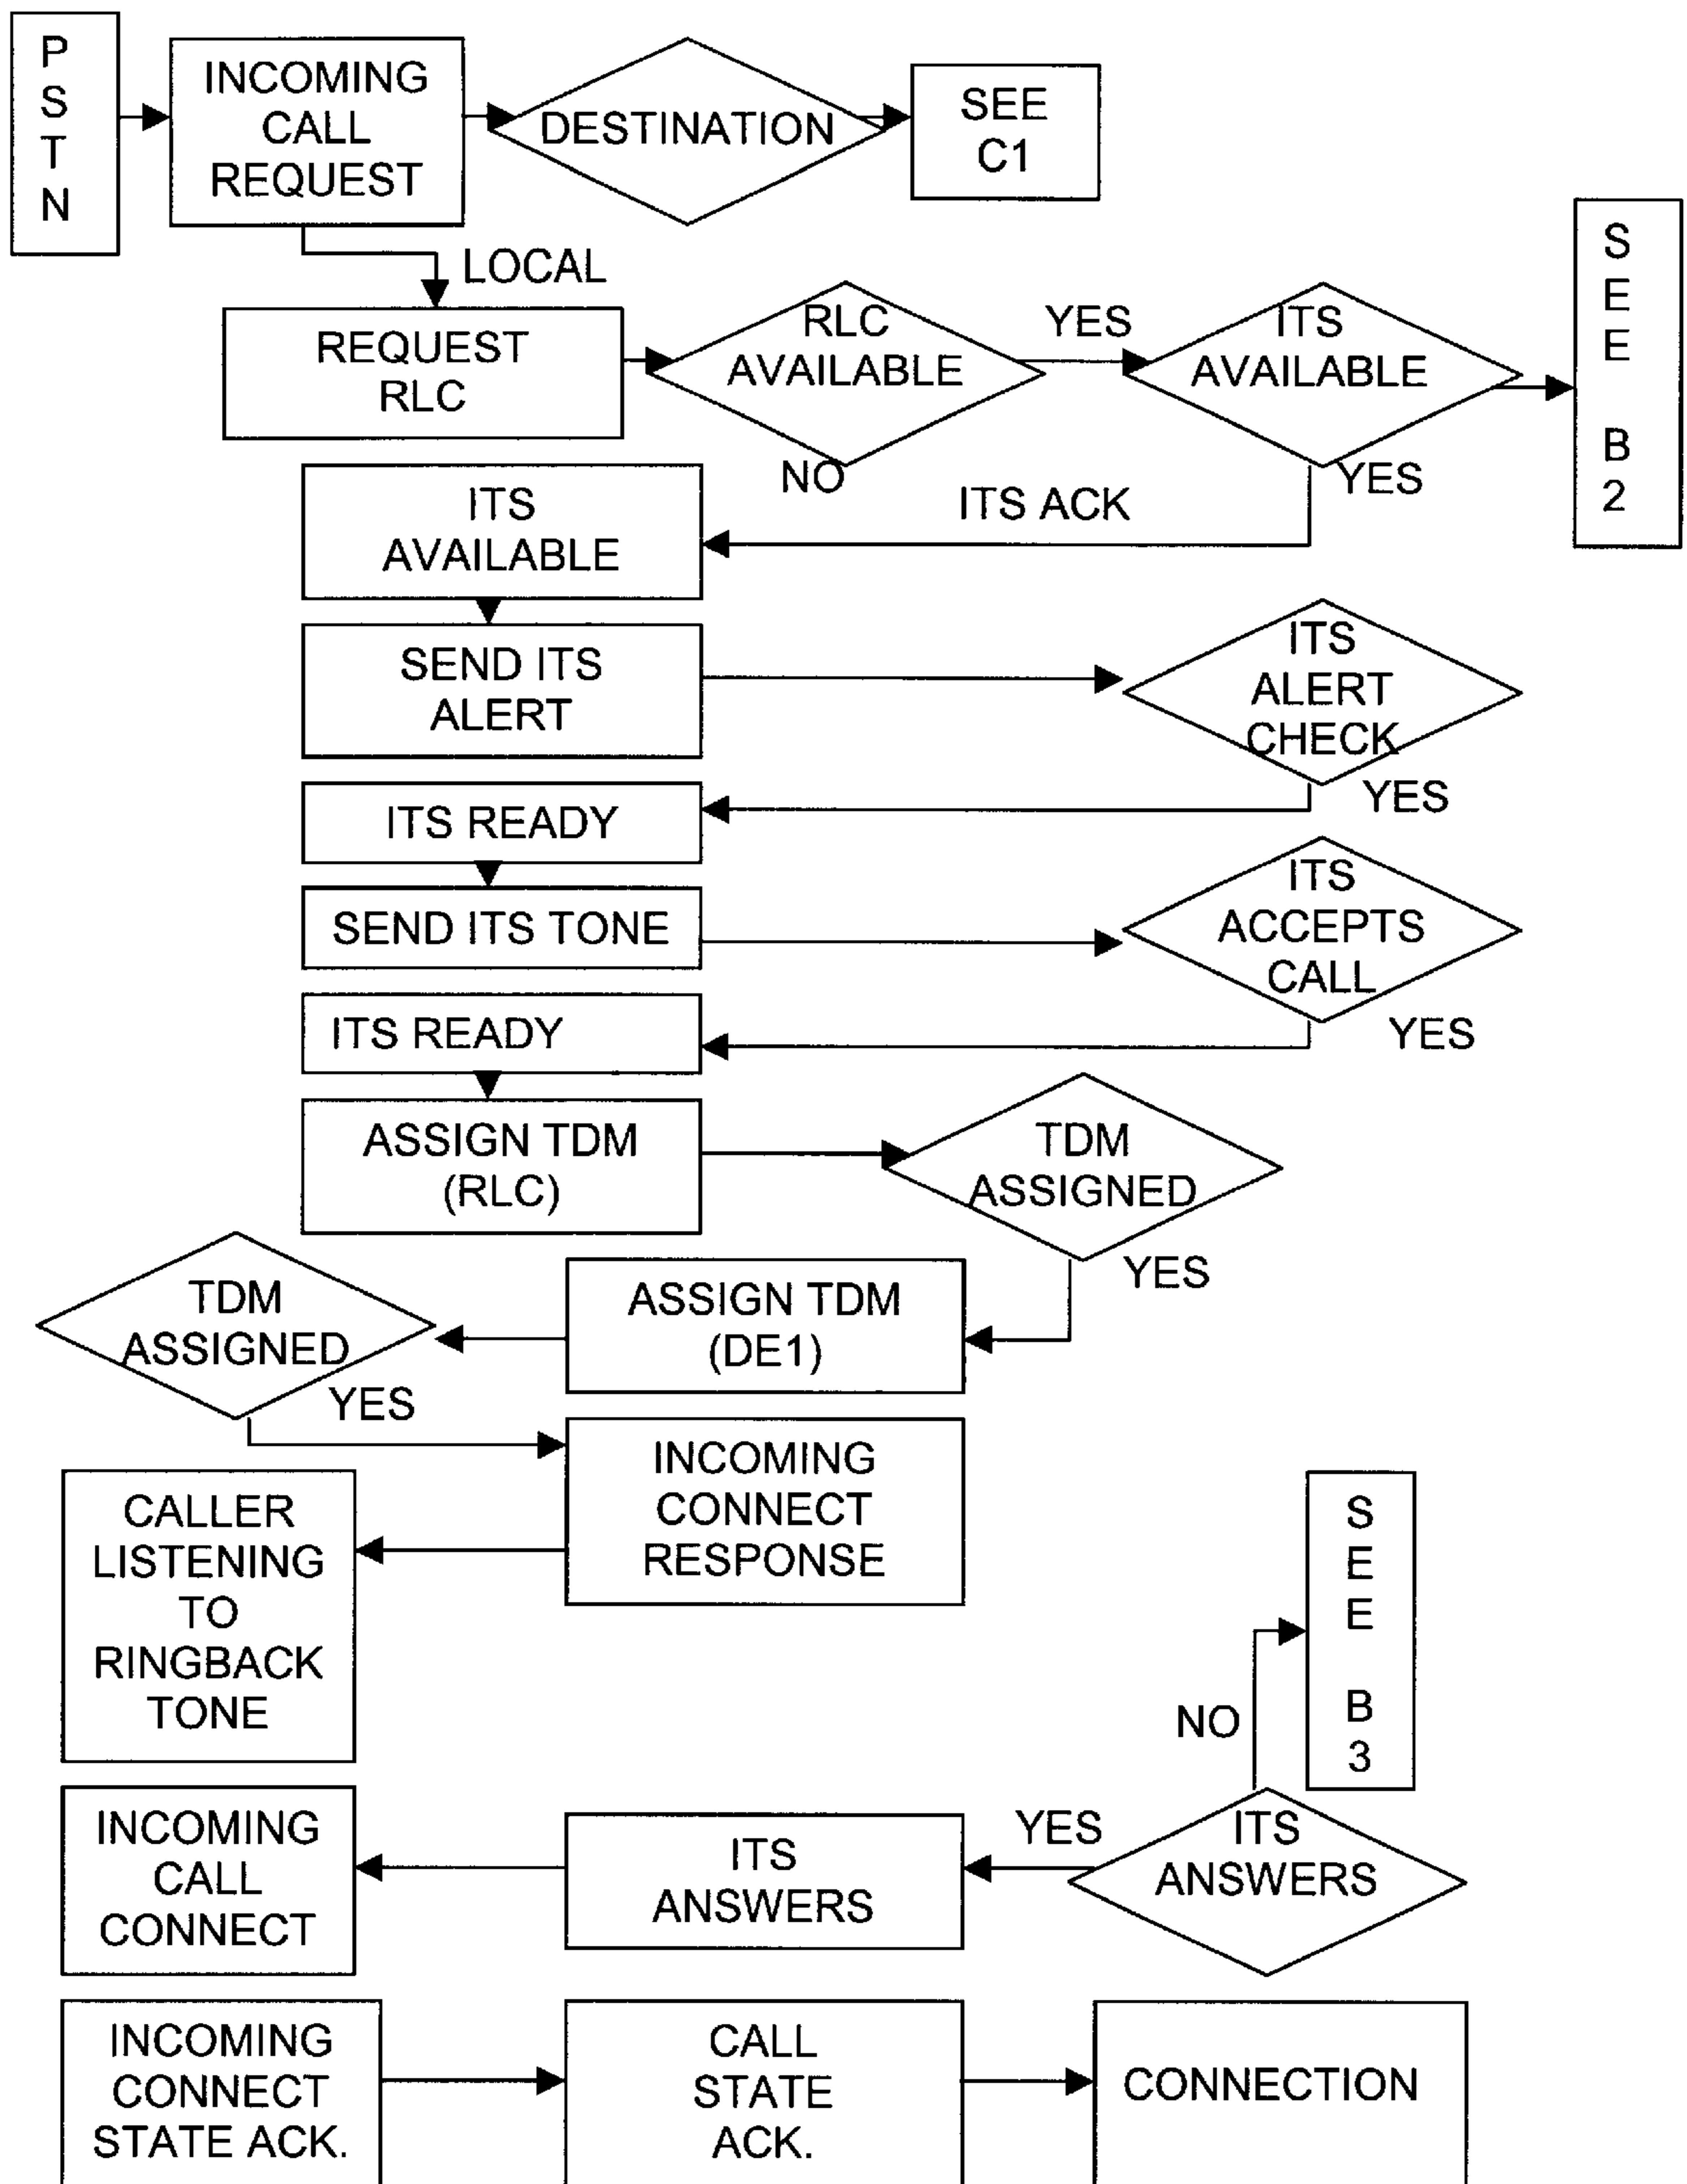 P
S
T
N
INCOMING
CALL
REQUEST
DESTINATION
SEE
C1
LOCAL
REQUEST
RLC
RLC
AVAILABLE
YES
NO
ITS
AVAILABLE
YES
S
E
E
B
2
ITS ACK
ITS
AVAILABLE
SEND ITS
ALERT
ITS
ALERT
CHECK
YES
ITS READY
SEND ITS TONE
ITS
ACCEPTS
CALL
YES
ITS READY
ASSIGN TDM
(RLC)
TDM
ASSIGNED
YES
ASSIGN TDM
(DE1)
TDM
ASSIGNED
YES
INCOMING
CONNECT
RESPONSE
CALLER
LISTENING
TO
RINGBACK
TONE
S
E
E
B
3
NO
ITS
ANSWERS
YES
ITS
ANSWERS
INCOMING
CALL
CONNECT
INCOMING
CONNECT
STATE ACK.
CALL
STATE
ACK.
CONNECTION